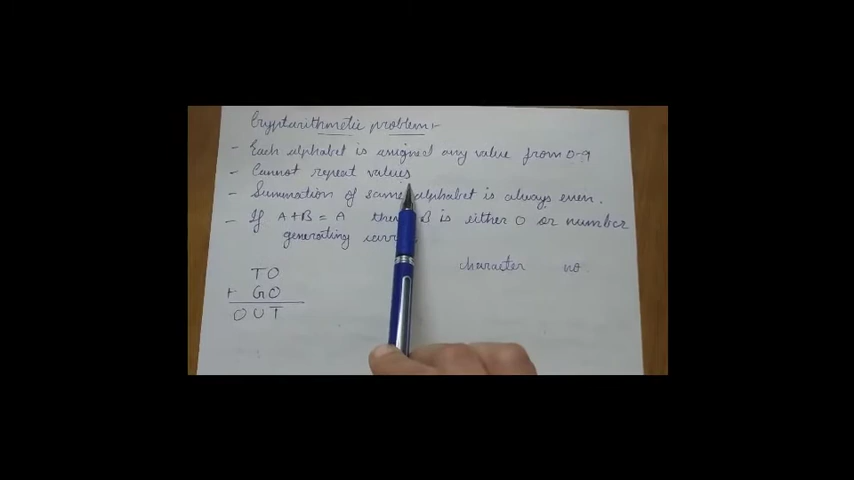 Cryptarithmetic problem:-
- Each alphabet is assigned any value from 0-9
- Cannot repeat values
- Summation of same alphabet is always even.
- If A+B = A then B is either 0 or number
generating
character no.
TO
+ GO
OUT